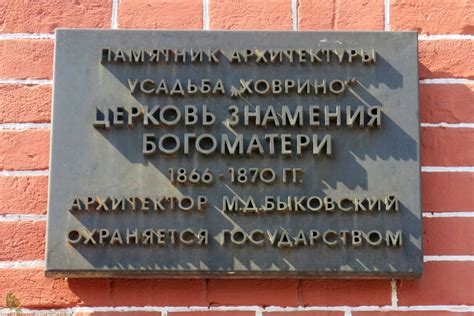 ПАМЯТНИК АРХИТЕКТУРЫ
УСАДЬБА „ХОВРИНО“
ЦЕРКОВЬ ЗНАМЕНИЯ
БОГОМАТЕРИ
1866 - 1870 ГГ.
АРХИТЕКТОР М.Д.БЫКОВСКИЙ
ОХРАНЯЕТСЯ ГОСУДАРСТВОМ